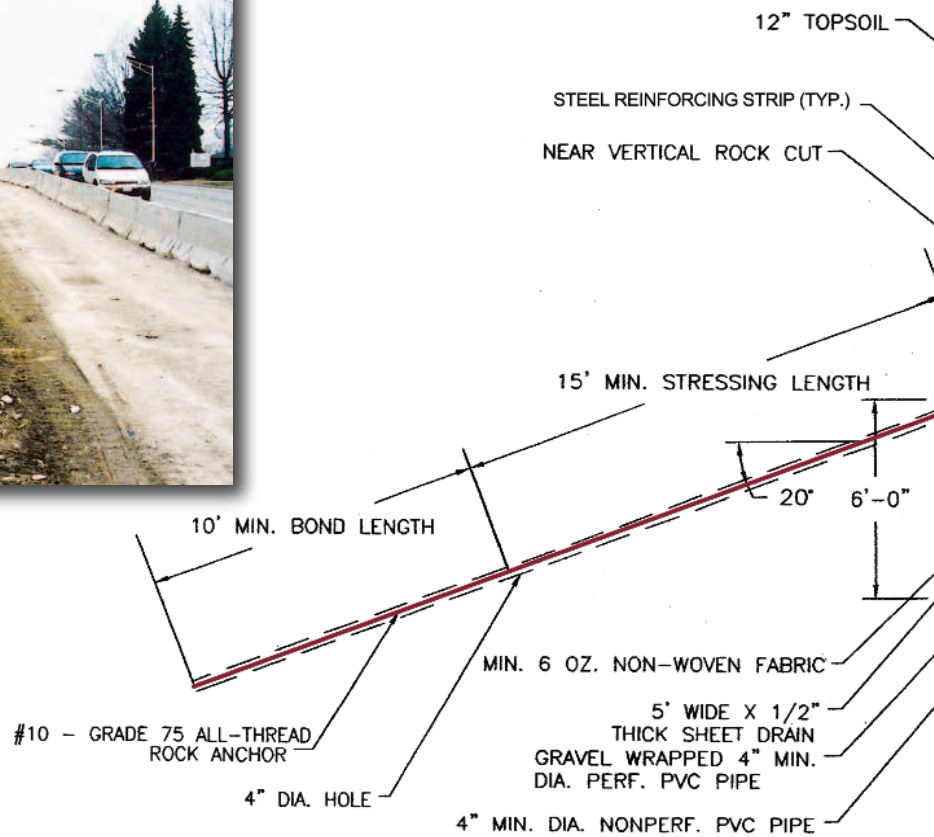 12" TOPSOIL
STEEL REINFORCING STRIP (TYP.)
NEAR VERTICAL ROCK CUT
15' MIN. STRESSING LENGTH
20°
6'-0"
10' MIN. BOND LENGTH
MIN. 6 OZ. NON-WOVEN FABRIC
5' WIDE X 1/2"
THICK SHEET DRAIN
#10 - GRADE 75 ALL-THREAD
ROCK ANCHOR
GRAVEL WRAPPED 4" MIN.
DIA. PERF. PVC PIPE
4" DIA. HOLE
4" MIN. DIA. NONPERF. PVC PIPE